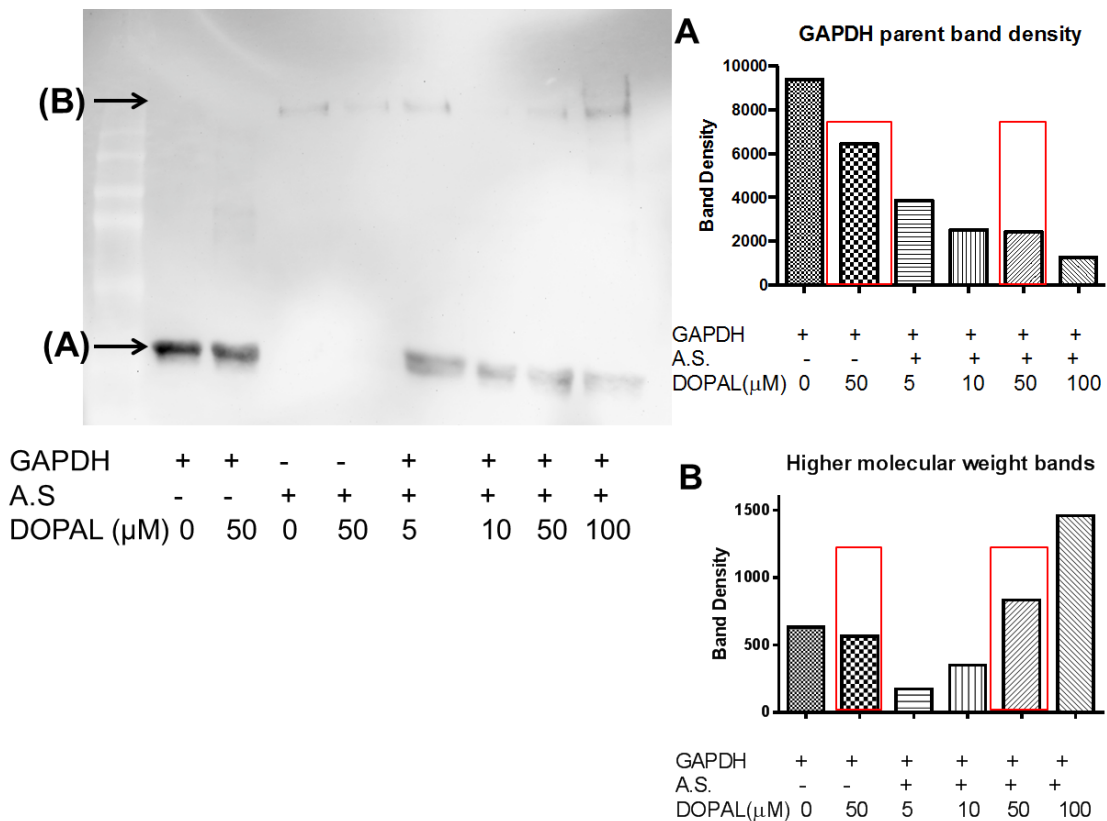 (B)
(A)
GAPDH + + - - + + + +
A.S - - + + + + + +
DOPAL (µM) 0 50 0 50 5 10 50 100
A
GAPDH parent band density
Band Density
10000
8000
6000
4000
2000
0
GAPDH + + + + + +
A.S. - - + + + +
DOPAL(µM) 0 50 5 10 50 100
B
Higher molecular weight bands
Band Density
1500
1000
500
0
GAPDH + + + + + +
A.S. - - + + + +
DOPAL(µM) 0 50 5 10 50 100